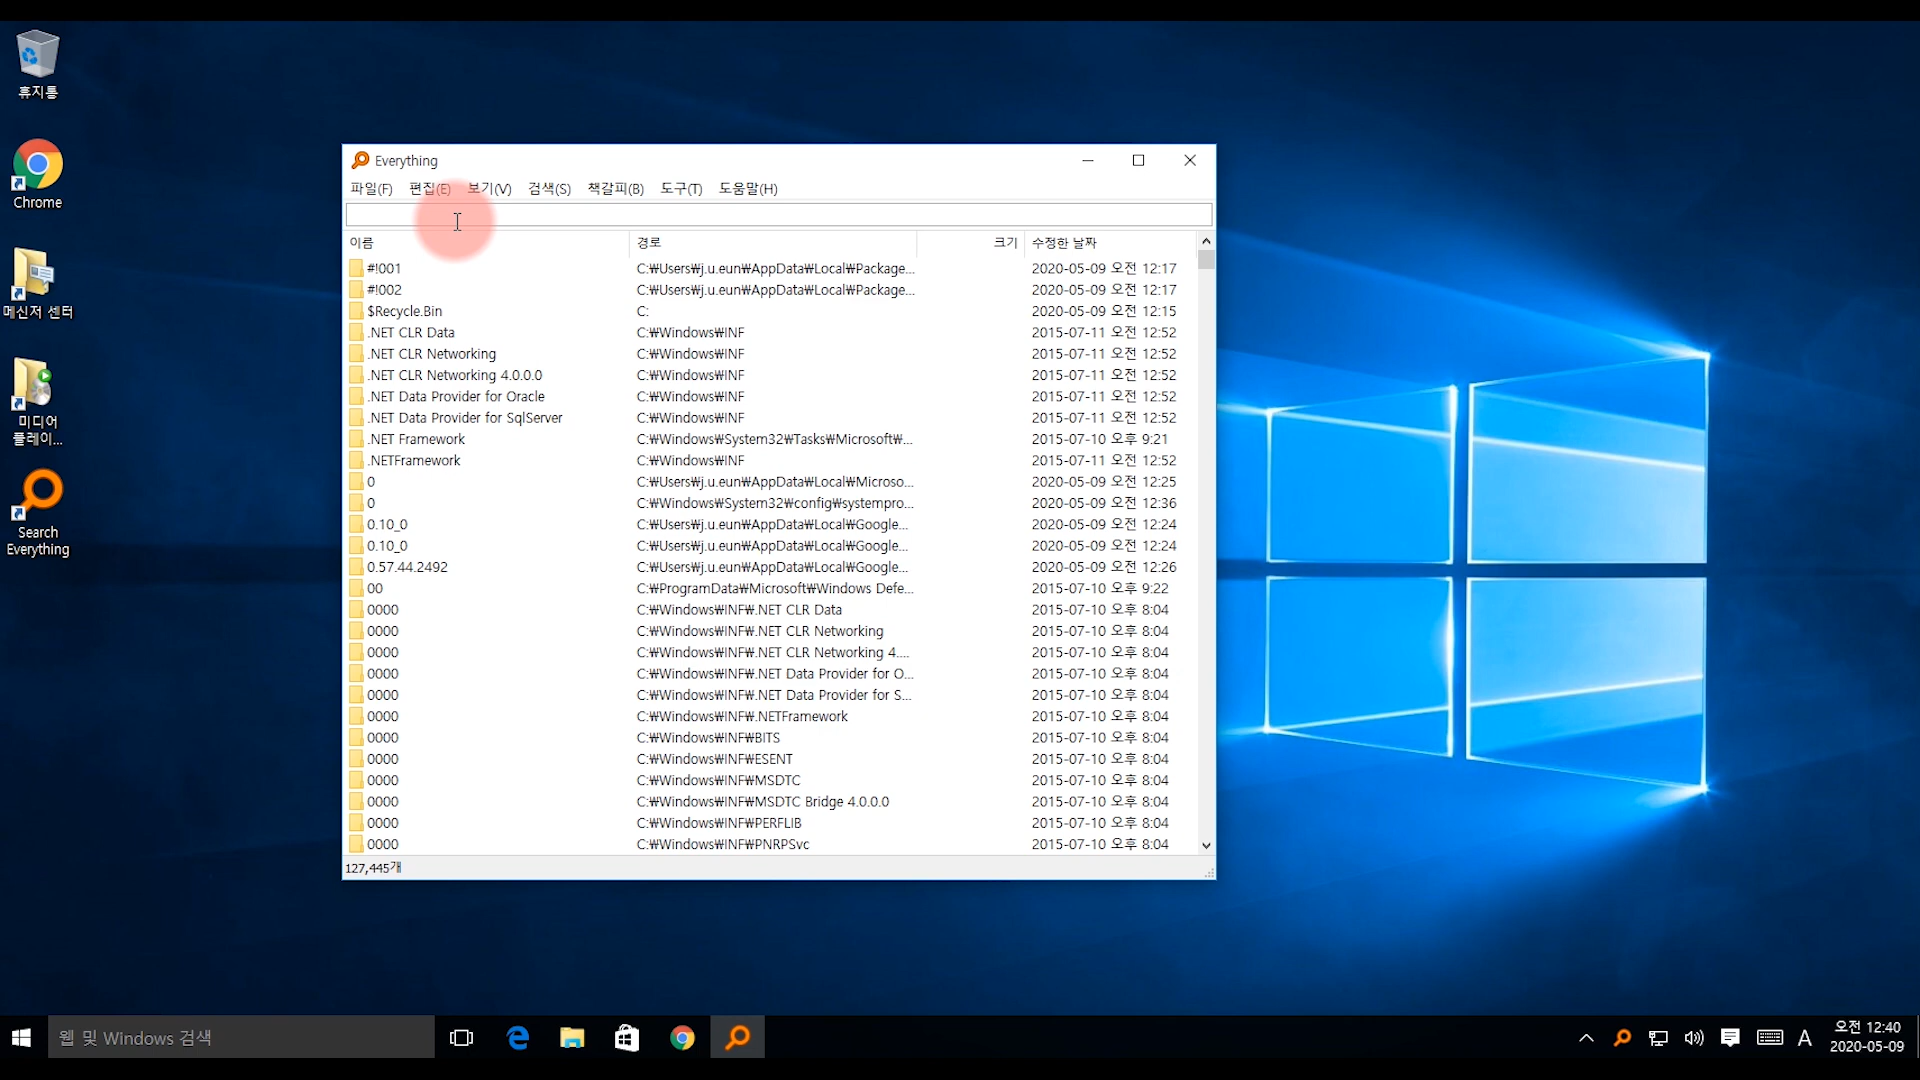 휴지통
Chrome
메신저 센터
미디어
플레이...
Search
Everything
Everything
파일(F) 편집(E) 보기(V) 검색(S) 책갈피(B) 도구(T) 도움말(H)
이름 경로 크기 수정한 날짜
#!001 C:₩Users₩j.u.eun₩AppData₩Local₩Package... 2020-05-09 오전 12:17
#!002 C:₩Users₩j.u.eun₩AppData₩Local₩Package... 2020-05-09 오전 12:17
$Recycle.Bin C: 2020-05-09 오전 12:15
.NET CLR Data C:₩Windows₩INF 2015-07-11 오전 12:52
.NET CLR Networking C:₩Windows₩INF 2015-07-11 오전 12:52
.NET CLR Networking 4.0.0.0 C:₩Windows₩INF 2015-07-11 오전 12:52
.NET Data Provider for Oracle C:₩Windows₩INF 2015-07-11 오전 12:52
.NET Data Provider for SqlServer C:₩Windows₩INF 2015-07-11 오전 12:52
.NET Framework C:₩Windows₩System32₩Tasks₩Microsoft₩... 2015-07-10 오후 9:21
.NETFramework C:₩Windows₩INF 2015-07-11 오전 12:52
0 C:₩Users₩j.u.eun₩AppData₩Local₩Microso... 2020-05-09 오전 12:25
0 C:₩Windows₩System32₩config₩systempro... 2020-05-09 오전 12:36
0.10_0 C:₩Users₩j.u.eun₩AppData₩Local₩Google... 2020-05-09 오전 12:24
0.10_0 C:₩Users₩j.u.eun₩AppData₩Local₩Google... 2020-05-09 오전 12:24
0.57.44.2492 C:₩Users₩j.u.eun₩AppData₩Local₩Google... 2020-05-09 오전 12:26
00 C:₩ProgramData₩Microsoft₩Windows Defe... 2015-07-10 오후 9:22
0000 C:₩Windows₩INF₩.NET CLR Data 2015-07-10 오후 8:04
0000 C:₩Windows₩INF₩.NET CLR Networking 2015-07-10 오후 8:04
0000 C:₩Windows₩INF₩.NET CLR Networking 4.... 2015-07-10 오후 8:04
0000 C:₩Windows₩INF₩.NET Data Provider for O... 2015-07-10 오후 8:04
0000 C:₩Windows₩INF₩.NET Data Provider for S... 2015-07-10 오후 8:04
0000 C:₩Windows₩INF₩.NETFramework 2015-07-10 오후 8:04
0000 C:₩Windows₩INF₩BITS 2015-07-10 오후 8:04
0000 C:₩Windows₩INF₩ESENT 2015-07-10 오후 8:04
0000 C:₩Windows₩INF₩MSDTC 2015-07-10 오후 8:04
0000 C:₩Windows₩INF₩MSDTC Bridge 4.0.0.0 2015-07-10 오후 8:04
0000 C:₩Windows₩INF₩PERFLIB 2015-07-10 오후 8:04
0000 C:₩Windows₩INF₩PNRPSvc 2015-07-10 오후 8:04
127,445개
웹 및 Windows 검색
A
오전 12:40
2020-05-09